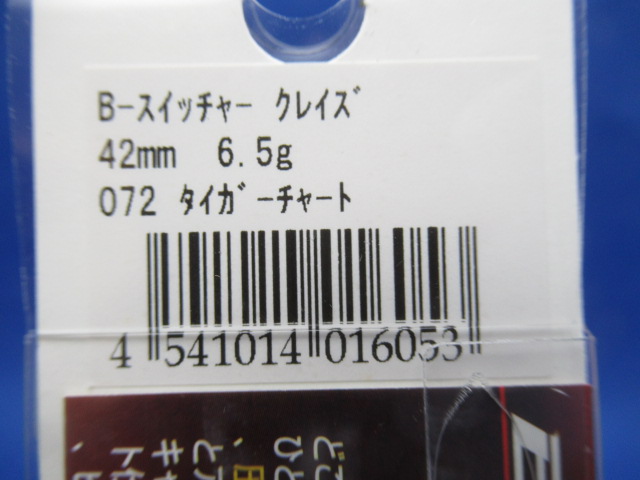 B-スイッチャー クレイズ
42mm 6.5g
072 タイガーチャート
4 541014 016053